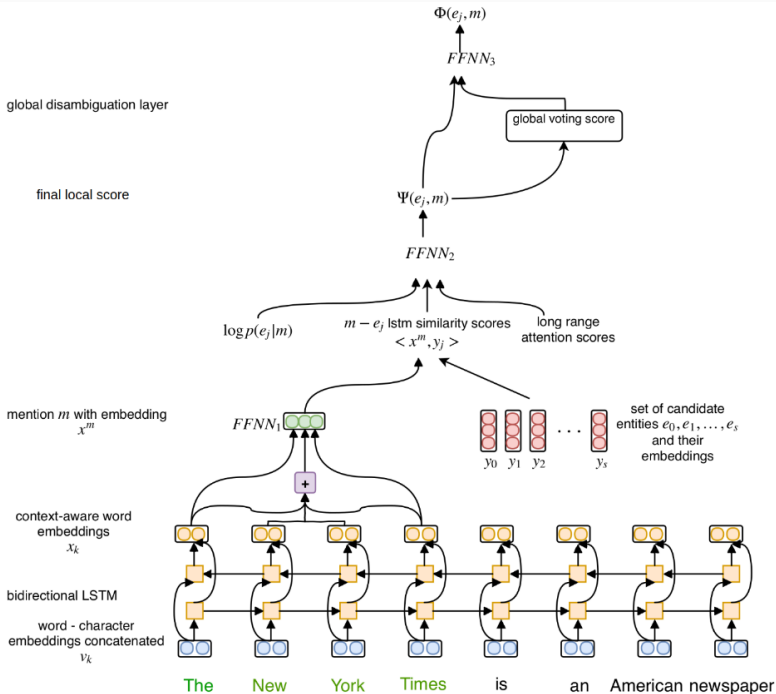 Φ(e_j, m)
FFNN_3
global disambiguation layer
global voting score
final local score
Ψ(e_j, m)
FFNN_2
log p(e_j|m)
m − e_j lstm similarity scores
< x^m, y_j >
long range
attention scores
mention m with embedding
x^m
FFNN_1
set of candidate
entities e_0, e_1, ..., e_s
and their
embeddings
y_0 y_1 y_2 · · · y_s
+
context-aware word
embeddings
x_k
bidirectional LSTM
word - character
embeddings concatenated
v_k
The New York Times is an American newspaper